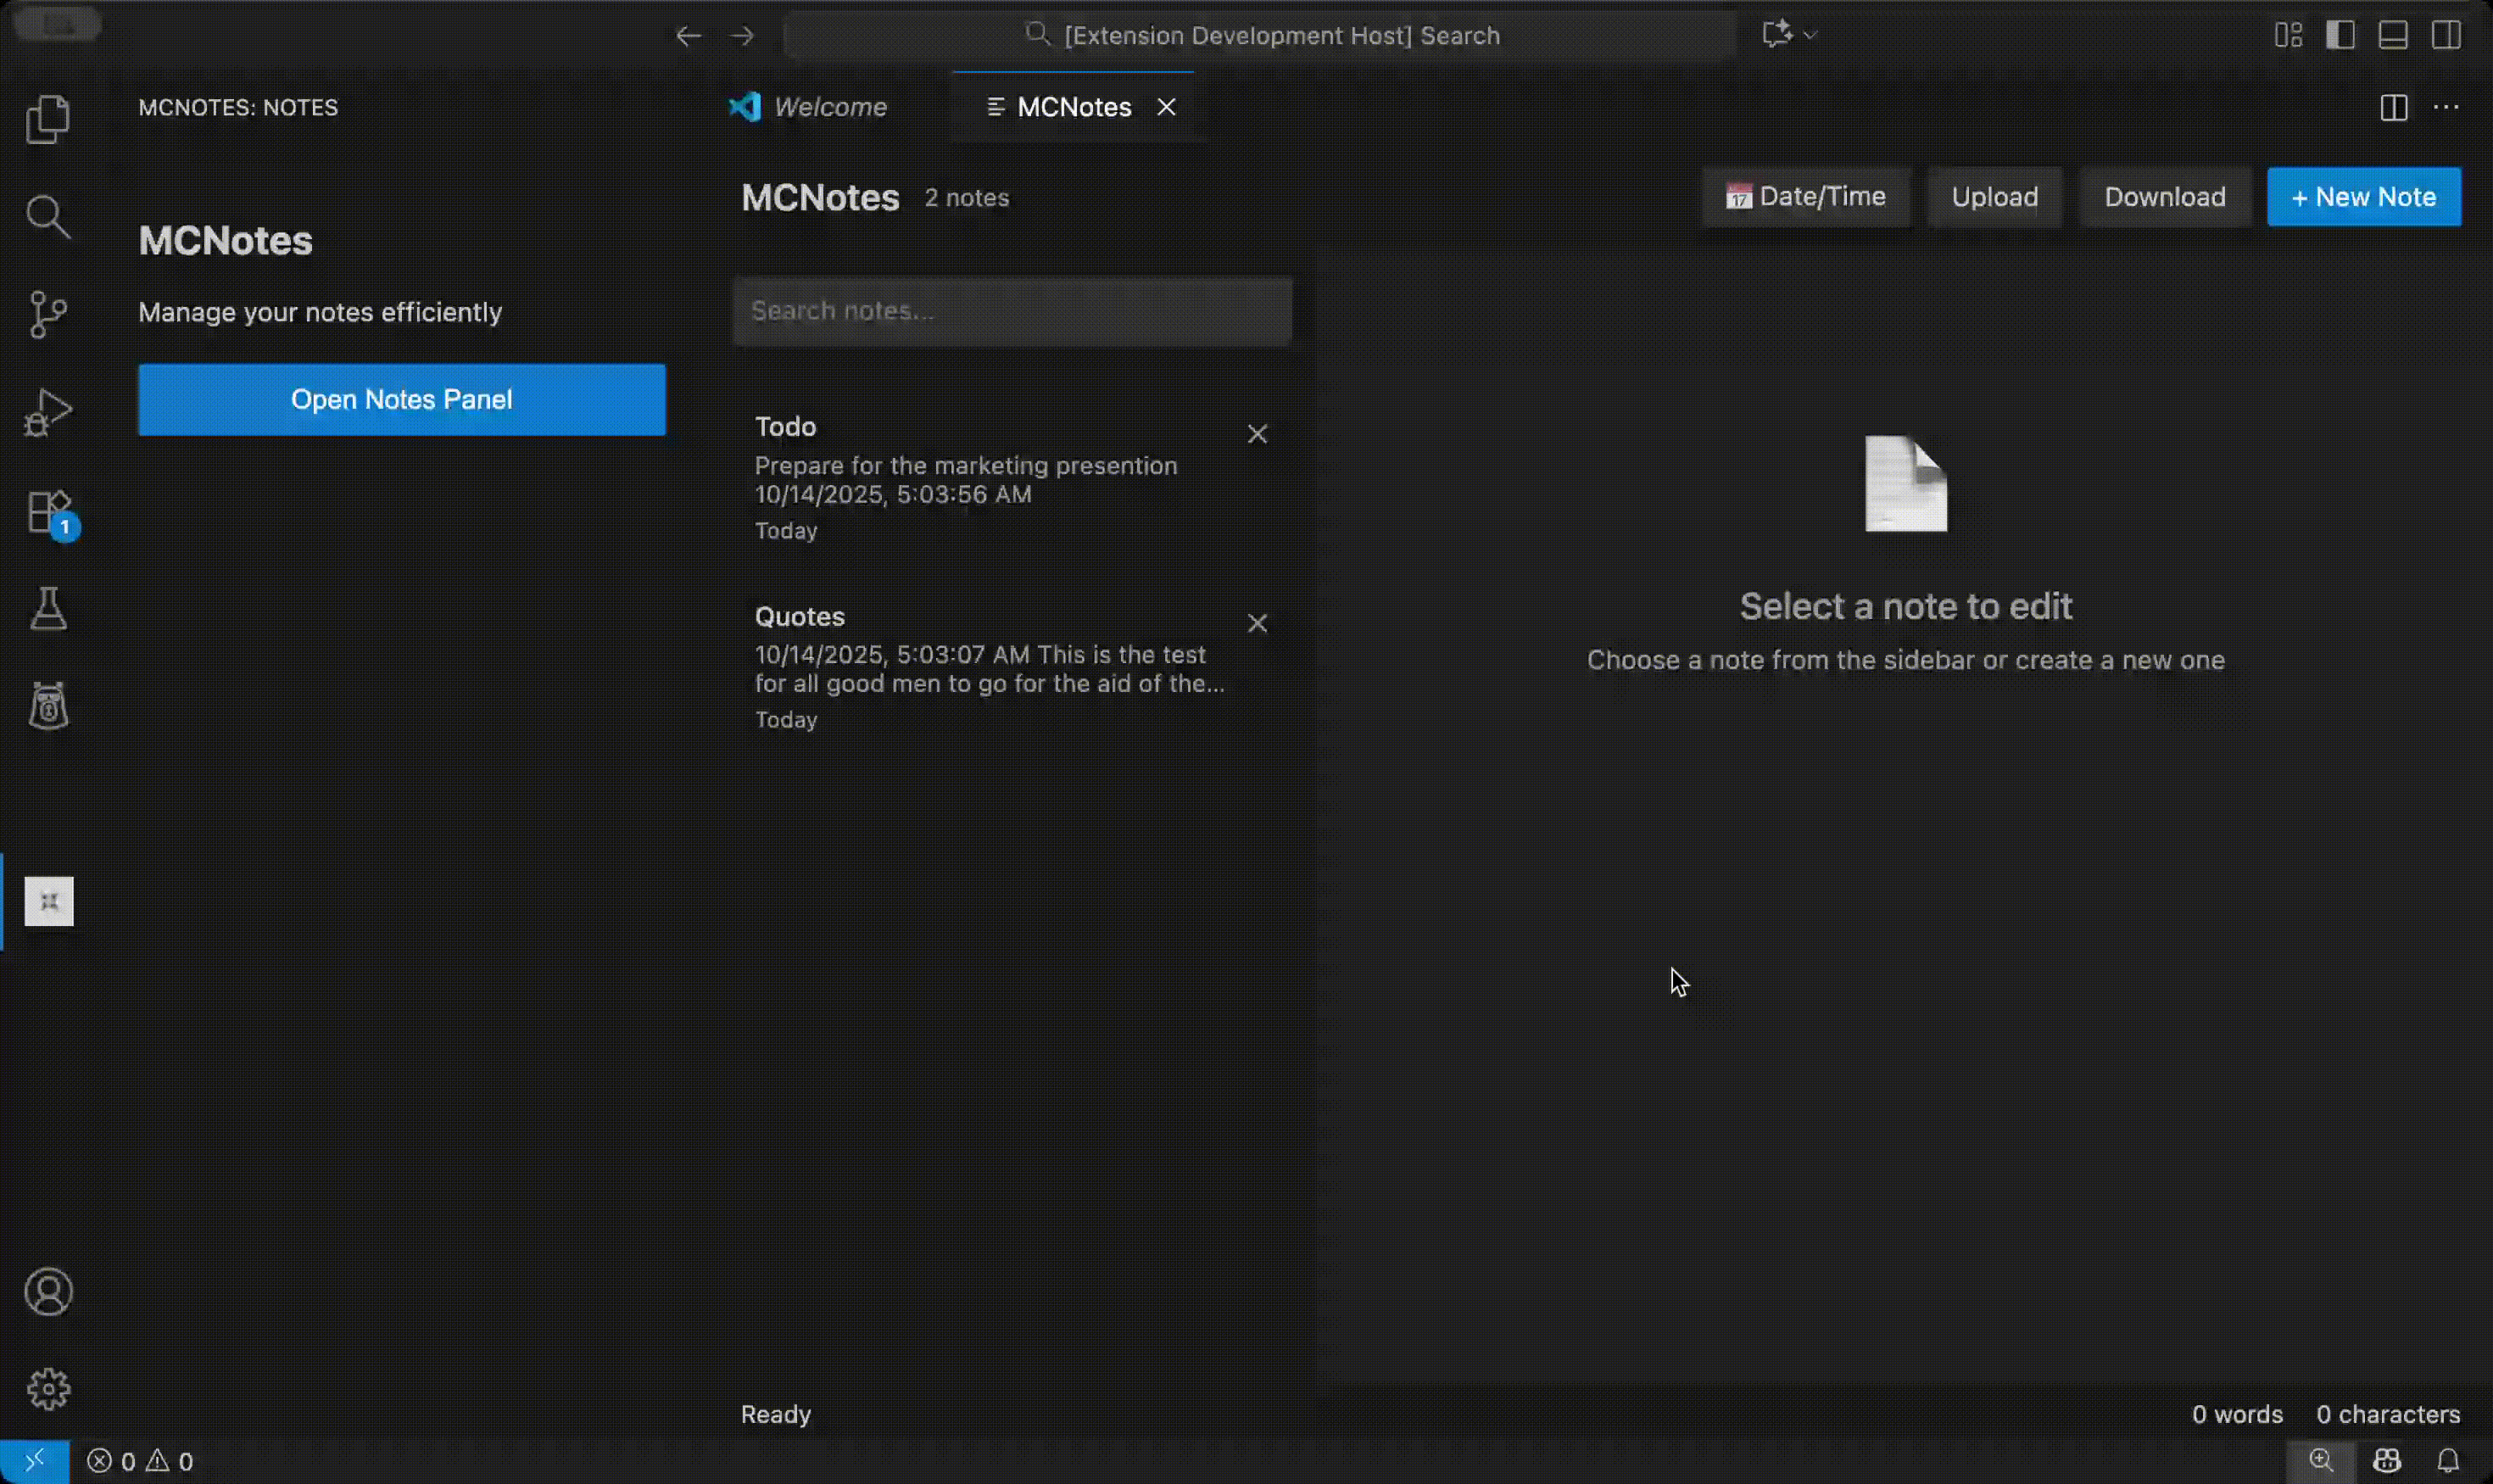 [Extension Development Host] Search
MCNOTES: NOTES
MCNotes
Manage your notes efficiently
Open Notes Panel
1
Welcome
MCNotes
MCNotes 2 notes
17 Date/Time
Upload
Download
+ New Note
Search notes...
Todo
Prepare for the marketing presention
10/14/2025, 5:03:56 AM
Today
Quotes
10/14/2025, 5:03:07 AM This is the test
for all good men to go for the aid of the...
Today
Select a note to edit
Choose a note from the sidebar or create a new one
Ready
0 words 0 characters
0 0